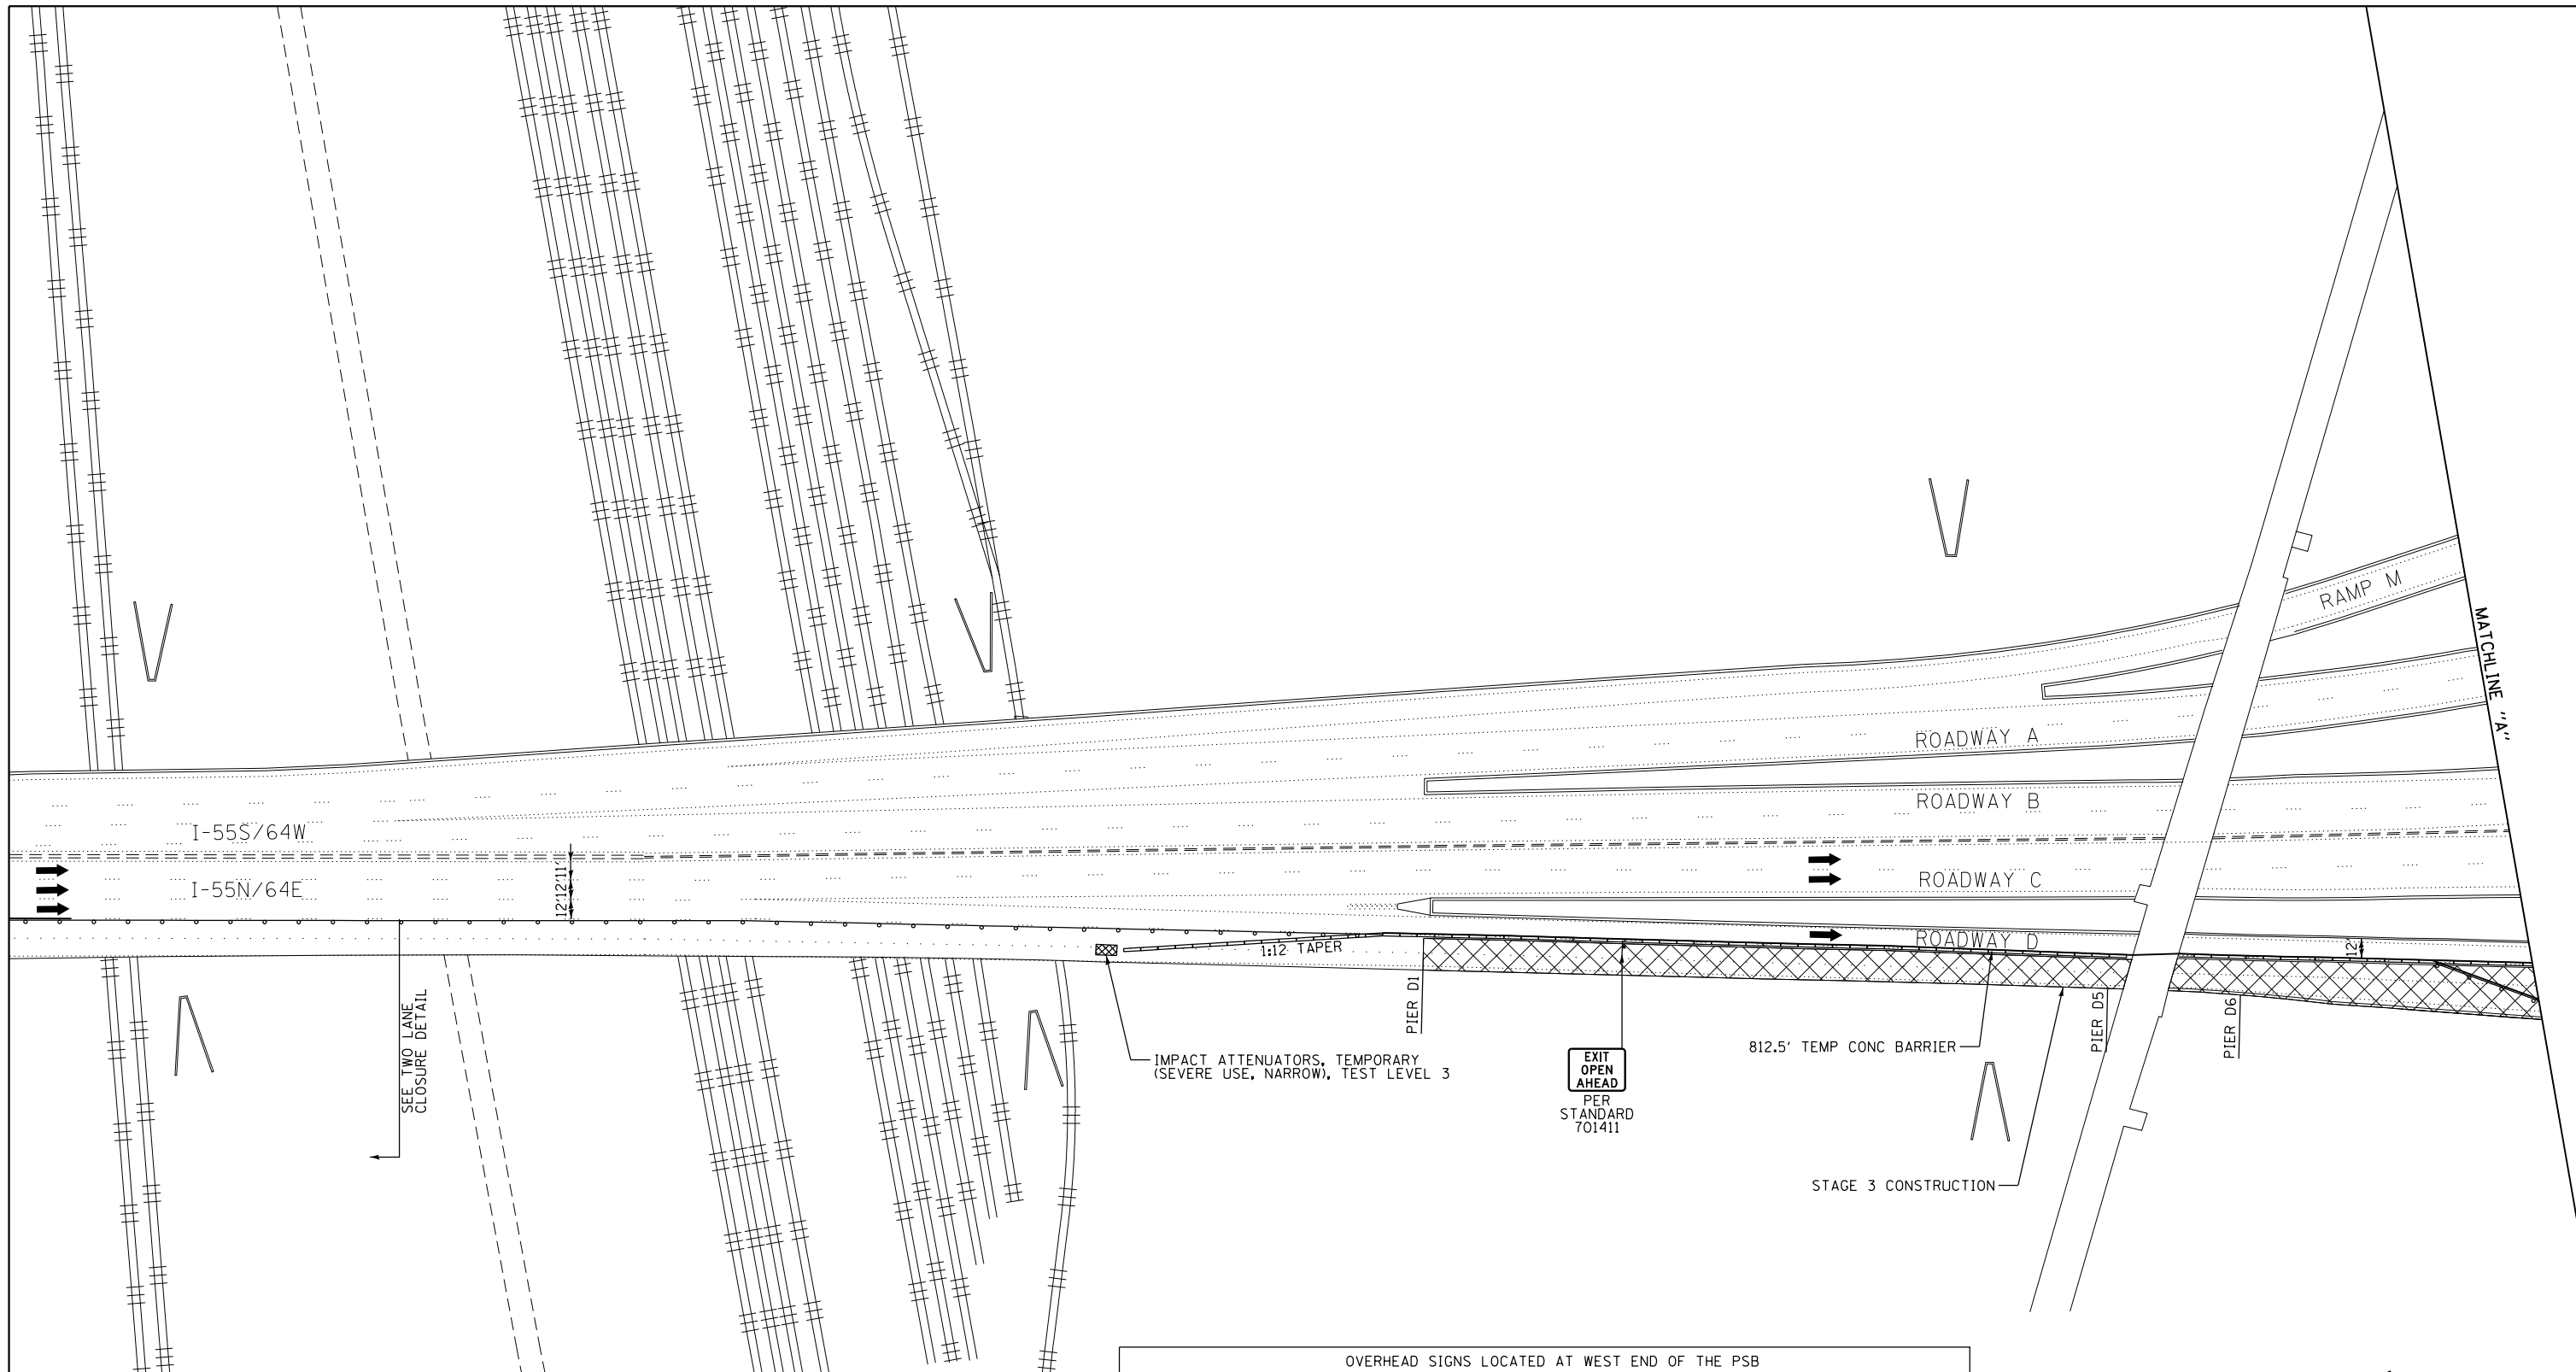 RAMP M
MATCHLINE "A"
ROADWAY A
ROADWAY B
I-55S/64W
ROADWAY C
I-55N/64E
12'12'11'
ROADWAY D
1:12 TAPER
12'
SEE TWO LANE
CLOSURE DETAIL
PIER D1
PIER D5
PIER D6
IMPACT ATTENUATORS, TEMPORARY
(SEVERE USE, NARROW), TEST LEVEL 3
EXIT
OPEN
AHEAD
PER
STANDARD
701411
812.5' TEMP CONC BARRIER
STAGE 3 CONSTRUCTION
OVERHEAD SIGNS LOCATED AT WEST END OF THE PSB